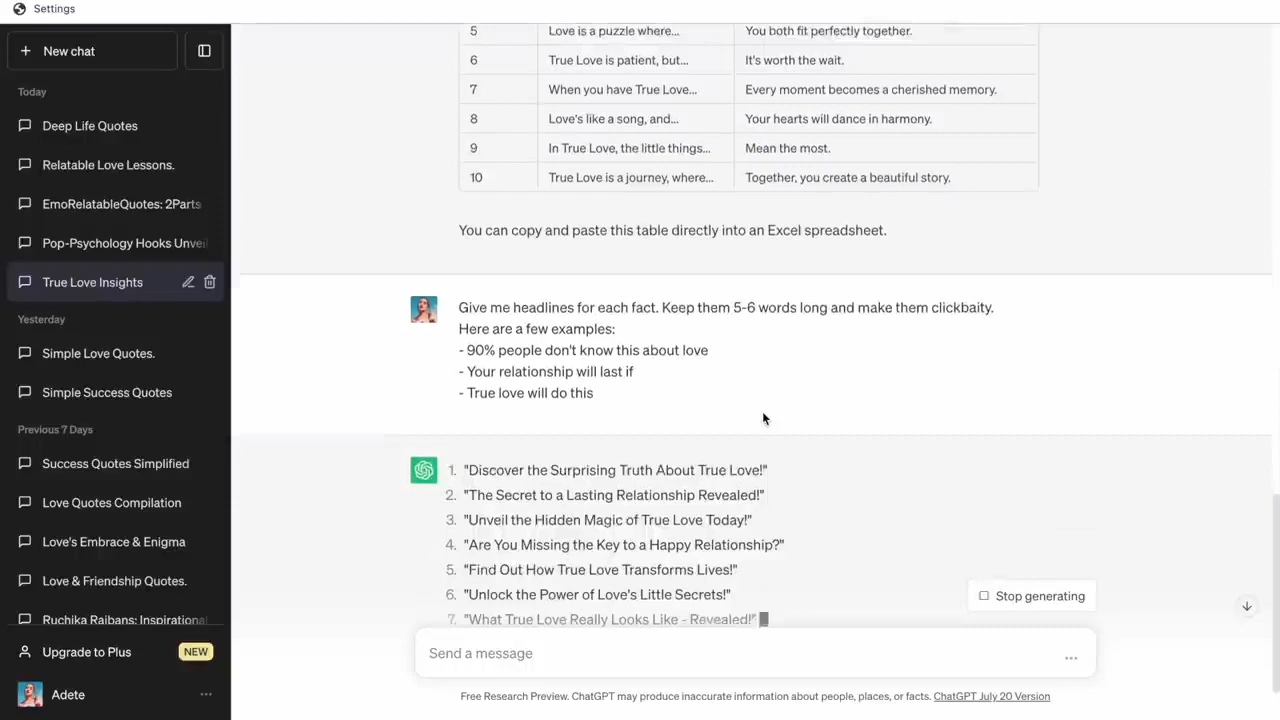 Settings
New chat
Today
Deep Life Quotes
Relatable Love Lessons.
EmoRelatableQuotes: 2Parts
Pop-Psychology Hooks Unvei
True Love Insights
Yesterday
Simple Love Quotes.
Simple Success Quotes
Previous 7 Days
Success Quotes Simplified
Love Quotes Compilation
Love's Embrace & Enigma
Love & Friendship Quotes.
Ruchika Raibans: Inspirational
Upgrade to Plus NEW
Adete
5 Love is a puzzle where... You both fit perfectly together.
6 True Love is patient, but... It's worth the wait.
7 When you have True Love... Every moment becomes a cherished memory.
8 Love's like a song, and... Your hearts will dance in harmony.
9 In True Love, the little things... Mean the most.
10 True Love is a journey, where... Together, you create a beautiful story.
You can copy and paste this table directly into an Excel spreadsheet.
Give me headlines for each fact. Keep them 5-6 words long and make them clickbaity.
Here are a few examples:
- 90% people don't know this about love
- Your relationship will last if
- True love will do this
1. "Discover the Surprising Truth About True Love!"
2. "The Secret to a Lasting Relationship Revealed!"
3. "Unveil the Hidden Magic of True Love Today!"
4. "Are You Missing the Key to a Happy Relationship?"
5. "Find Out How True Love Transforms Lives!"
6. "Unlock the Power of Love's Little Secrets!"
7. "What True Love Really Looks Like - Revealed!"
Stop generating
Send a message
Free Research Preview. ChatGPT may produce inaccurate information about people, places, or facts. ChatGPT July 20 Version